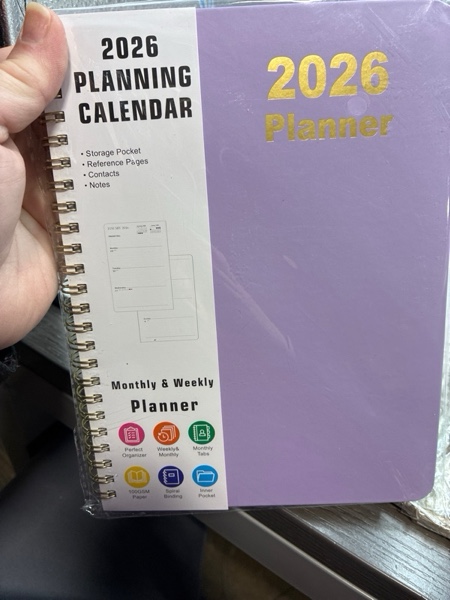 2026
PLANNING
CALENDAR
• Storage Pocket
• Reference Pages
• Contacts
• Notes
Monthly & Weekly
Planner
Perfect
Organizer
Weekly&
Monthly
Monthly
Tabs
Paper
Spiral
Binding
Inner
Pocket
2026
Planner